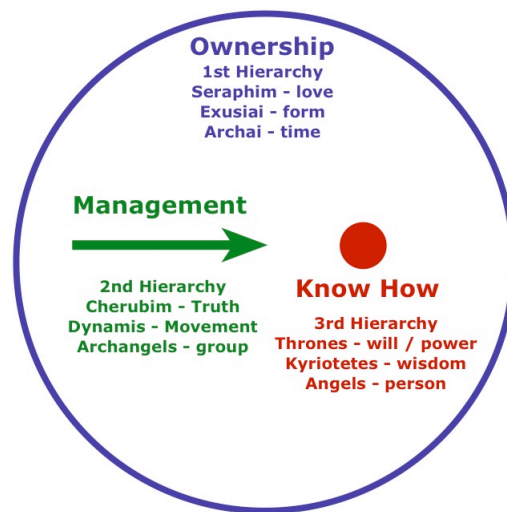 Ownership
1st Hierarchy
Seraphim - love
Exusiai - form
Archai - time
Management
2nd Hierarchy
Cherubim - Truth
Dynamis - Movement
Archangels - group
Know How
3rd Hierarchy
Thrones - will / power
Kyriotetes - wisdom
Angels - person